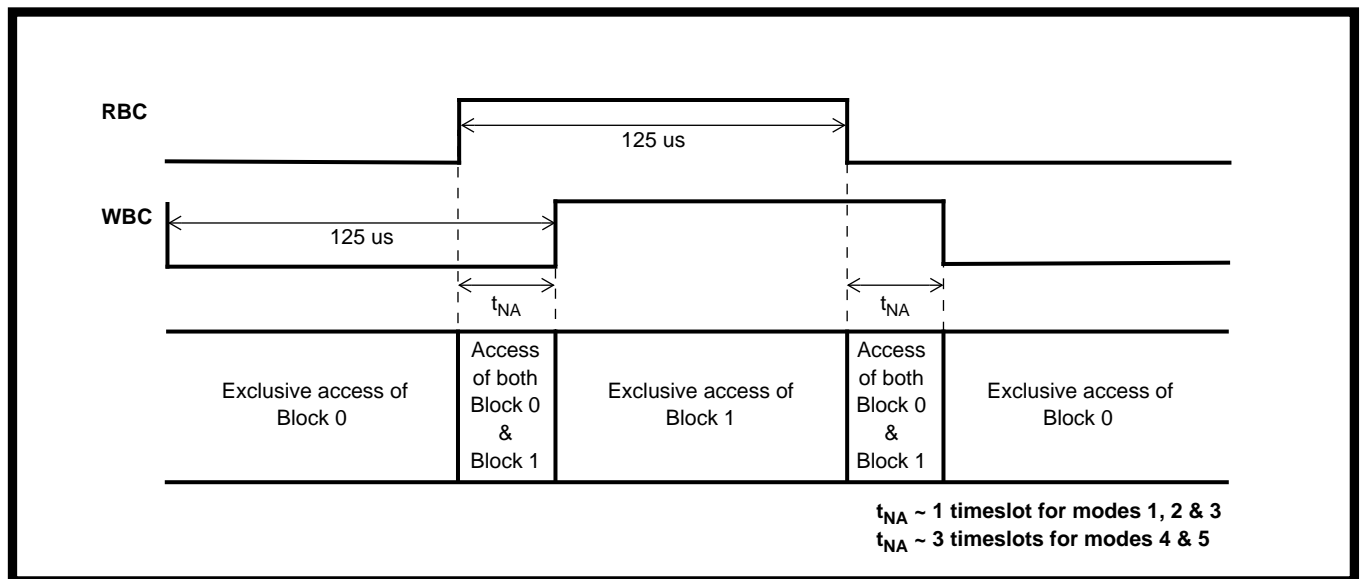 RBC
125 us
WBC
125 us
tNA
tNA
Exclusive access of
Block 0
Access
of both
Block 0
&
Block 1
Exclusive access of
Block 1
Access
of both
Block 0
&
Block 1
Exclusive access of
Block 0
tNA ~ 1 timeslot for modes 1, 2 & 3
tNA ~ 3 timeslots for modes 4 & 5